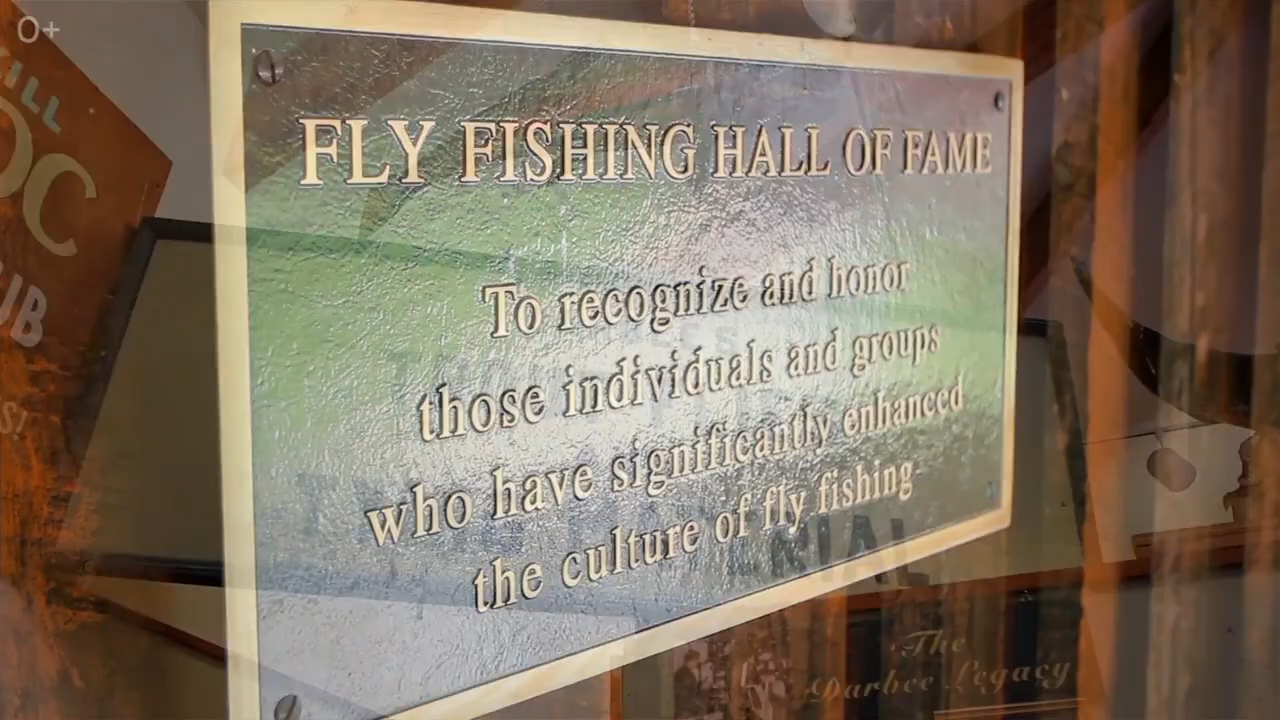 0+
FLY FISHING HALL OF FAME
To recognize and honor
those individuals and groups
who have significantly enhanced
the culture of fly fishing
The
Darbee Legacy